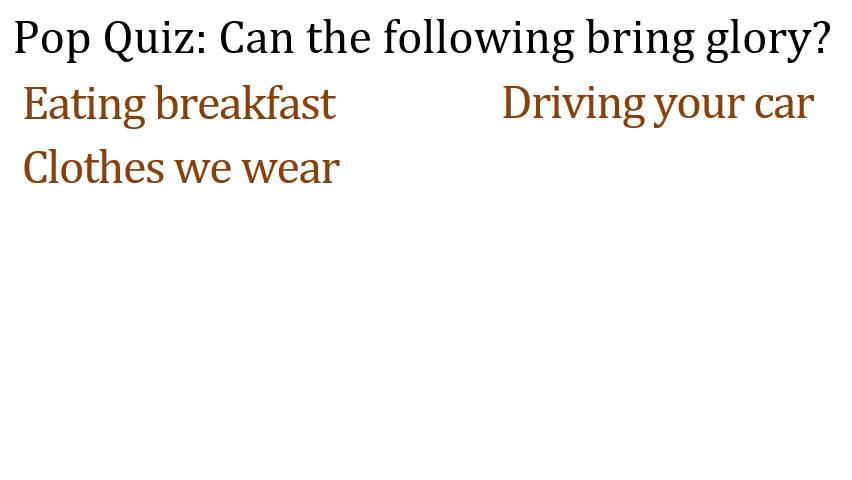 Pop Quiz: Can the following bring glory?
Eating breakfast
Driving your car
Clothes we wear